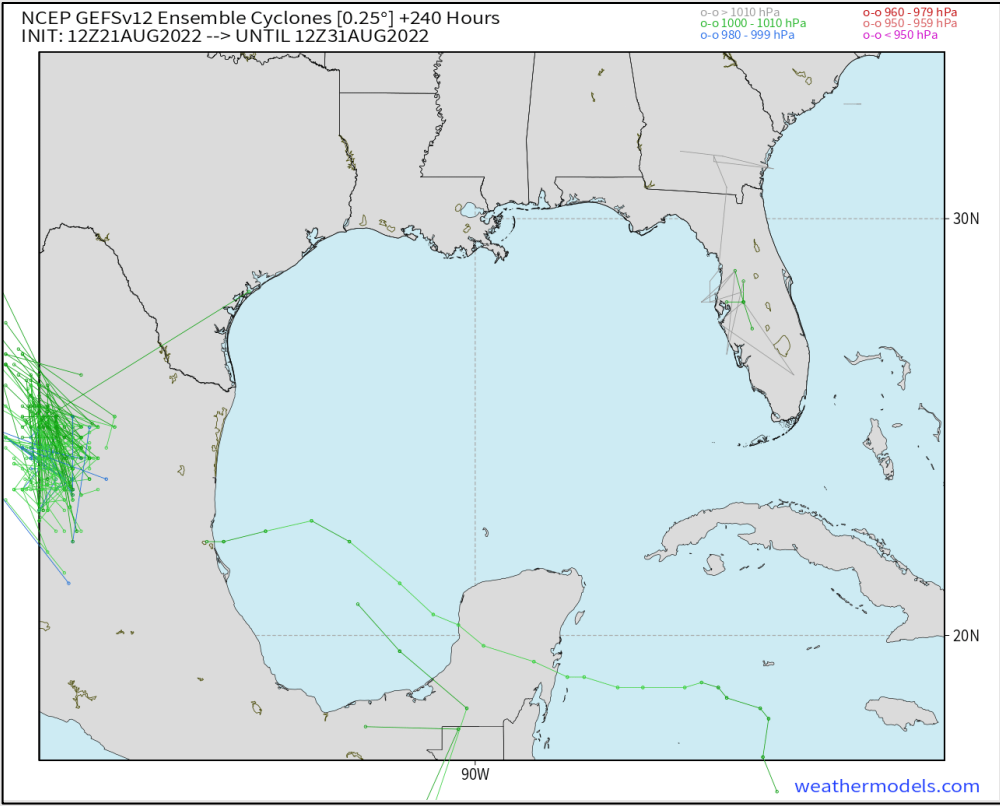 NCEP GEFSv12 Ensemble Cyclones [0.25°] +240 Hours
INIT: 12Z21AUG2022 --> UNTIL 12Z31AUG2022
o-o > 1010 hPa
o-o 1000 - 1010 hPa
o-o 980 - 999 hPa
o-o 960 - 979 hPa
o-o 950 - 959 hPa
o-o < 950 hPa
30N
20N
90W
weathermodels.com